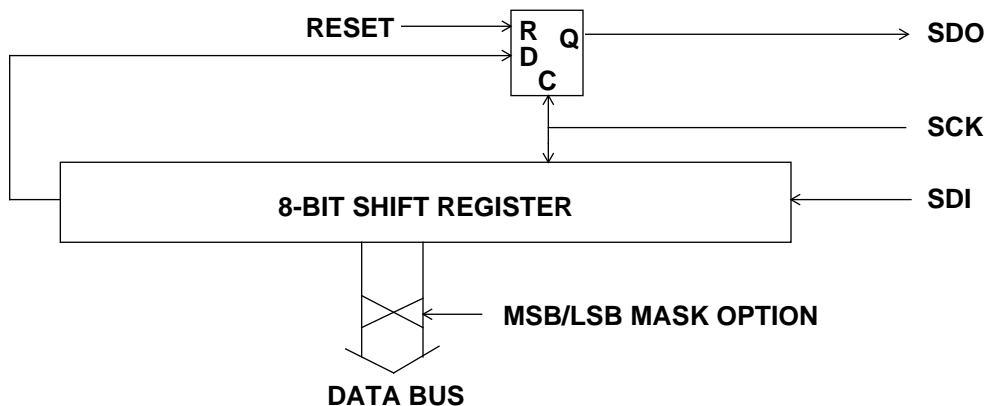 RESET
R
Q
D
C
SDO
SCK
8-BIT SHIFT REGISTER
SDI
MSB/LSB MASK OPTION
DATA BUS